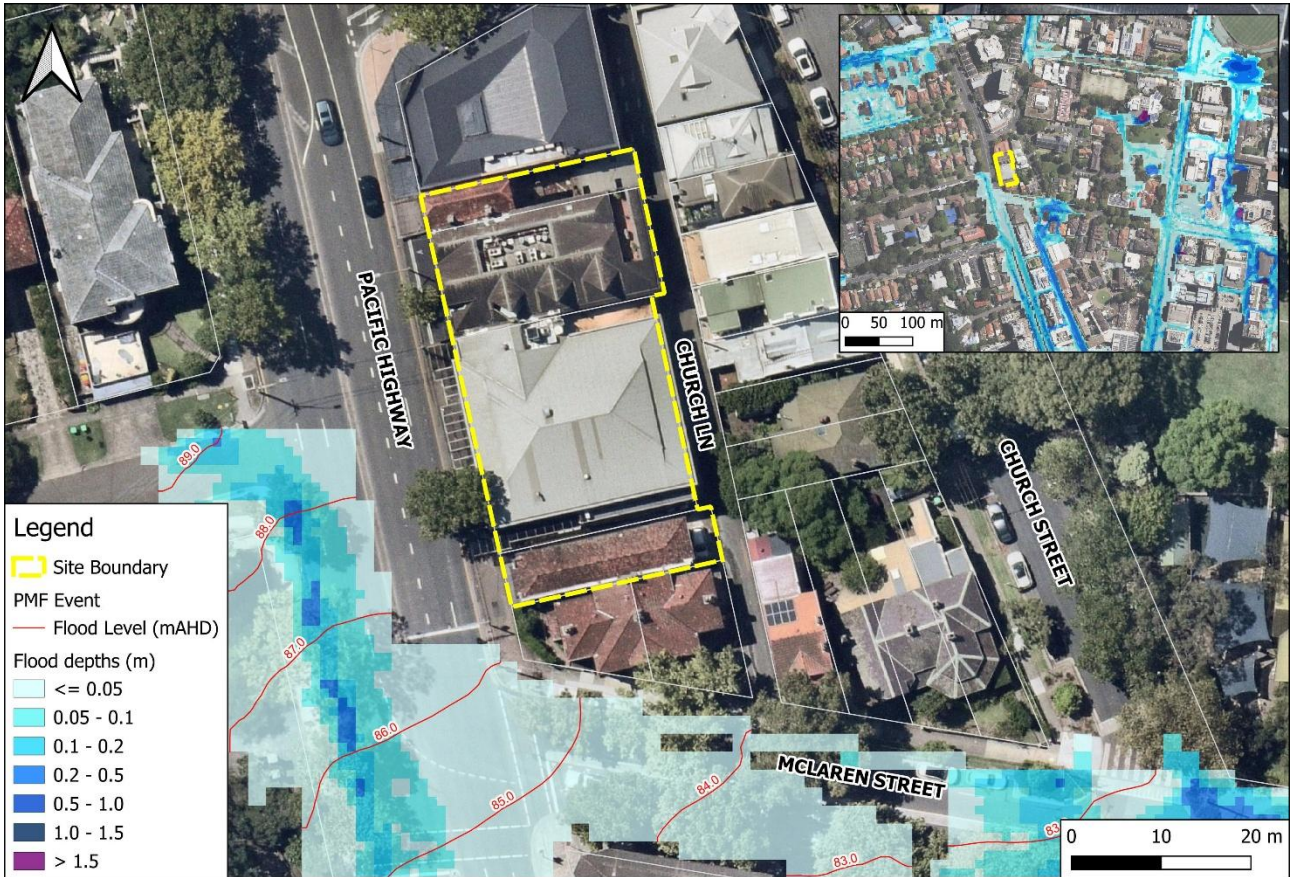 0 50 100 m
PACIFIC HIGHWAY
CHURCH LN
CHURCH STREET
89.0
88.0
87.0
86.0
85.0
84.0
83.0
MCLAREN STREET
Legend
Site Boundary
PMF Event
Flood Level (mAHD)
Flood depths (m)
<= 0.05
0.05 - 0.1
0.1 - 0.2
0.2 - 0.5
0.5 - 1.0
1.0 - 1.5
> 1.5
0 10 20 m